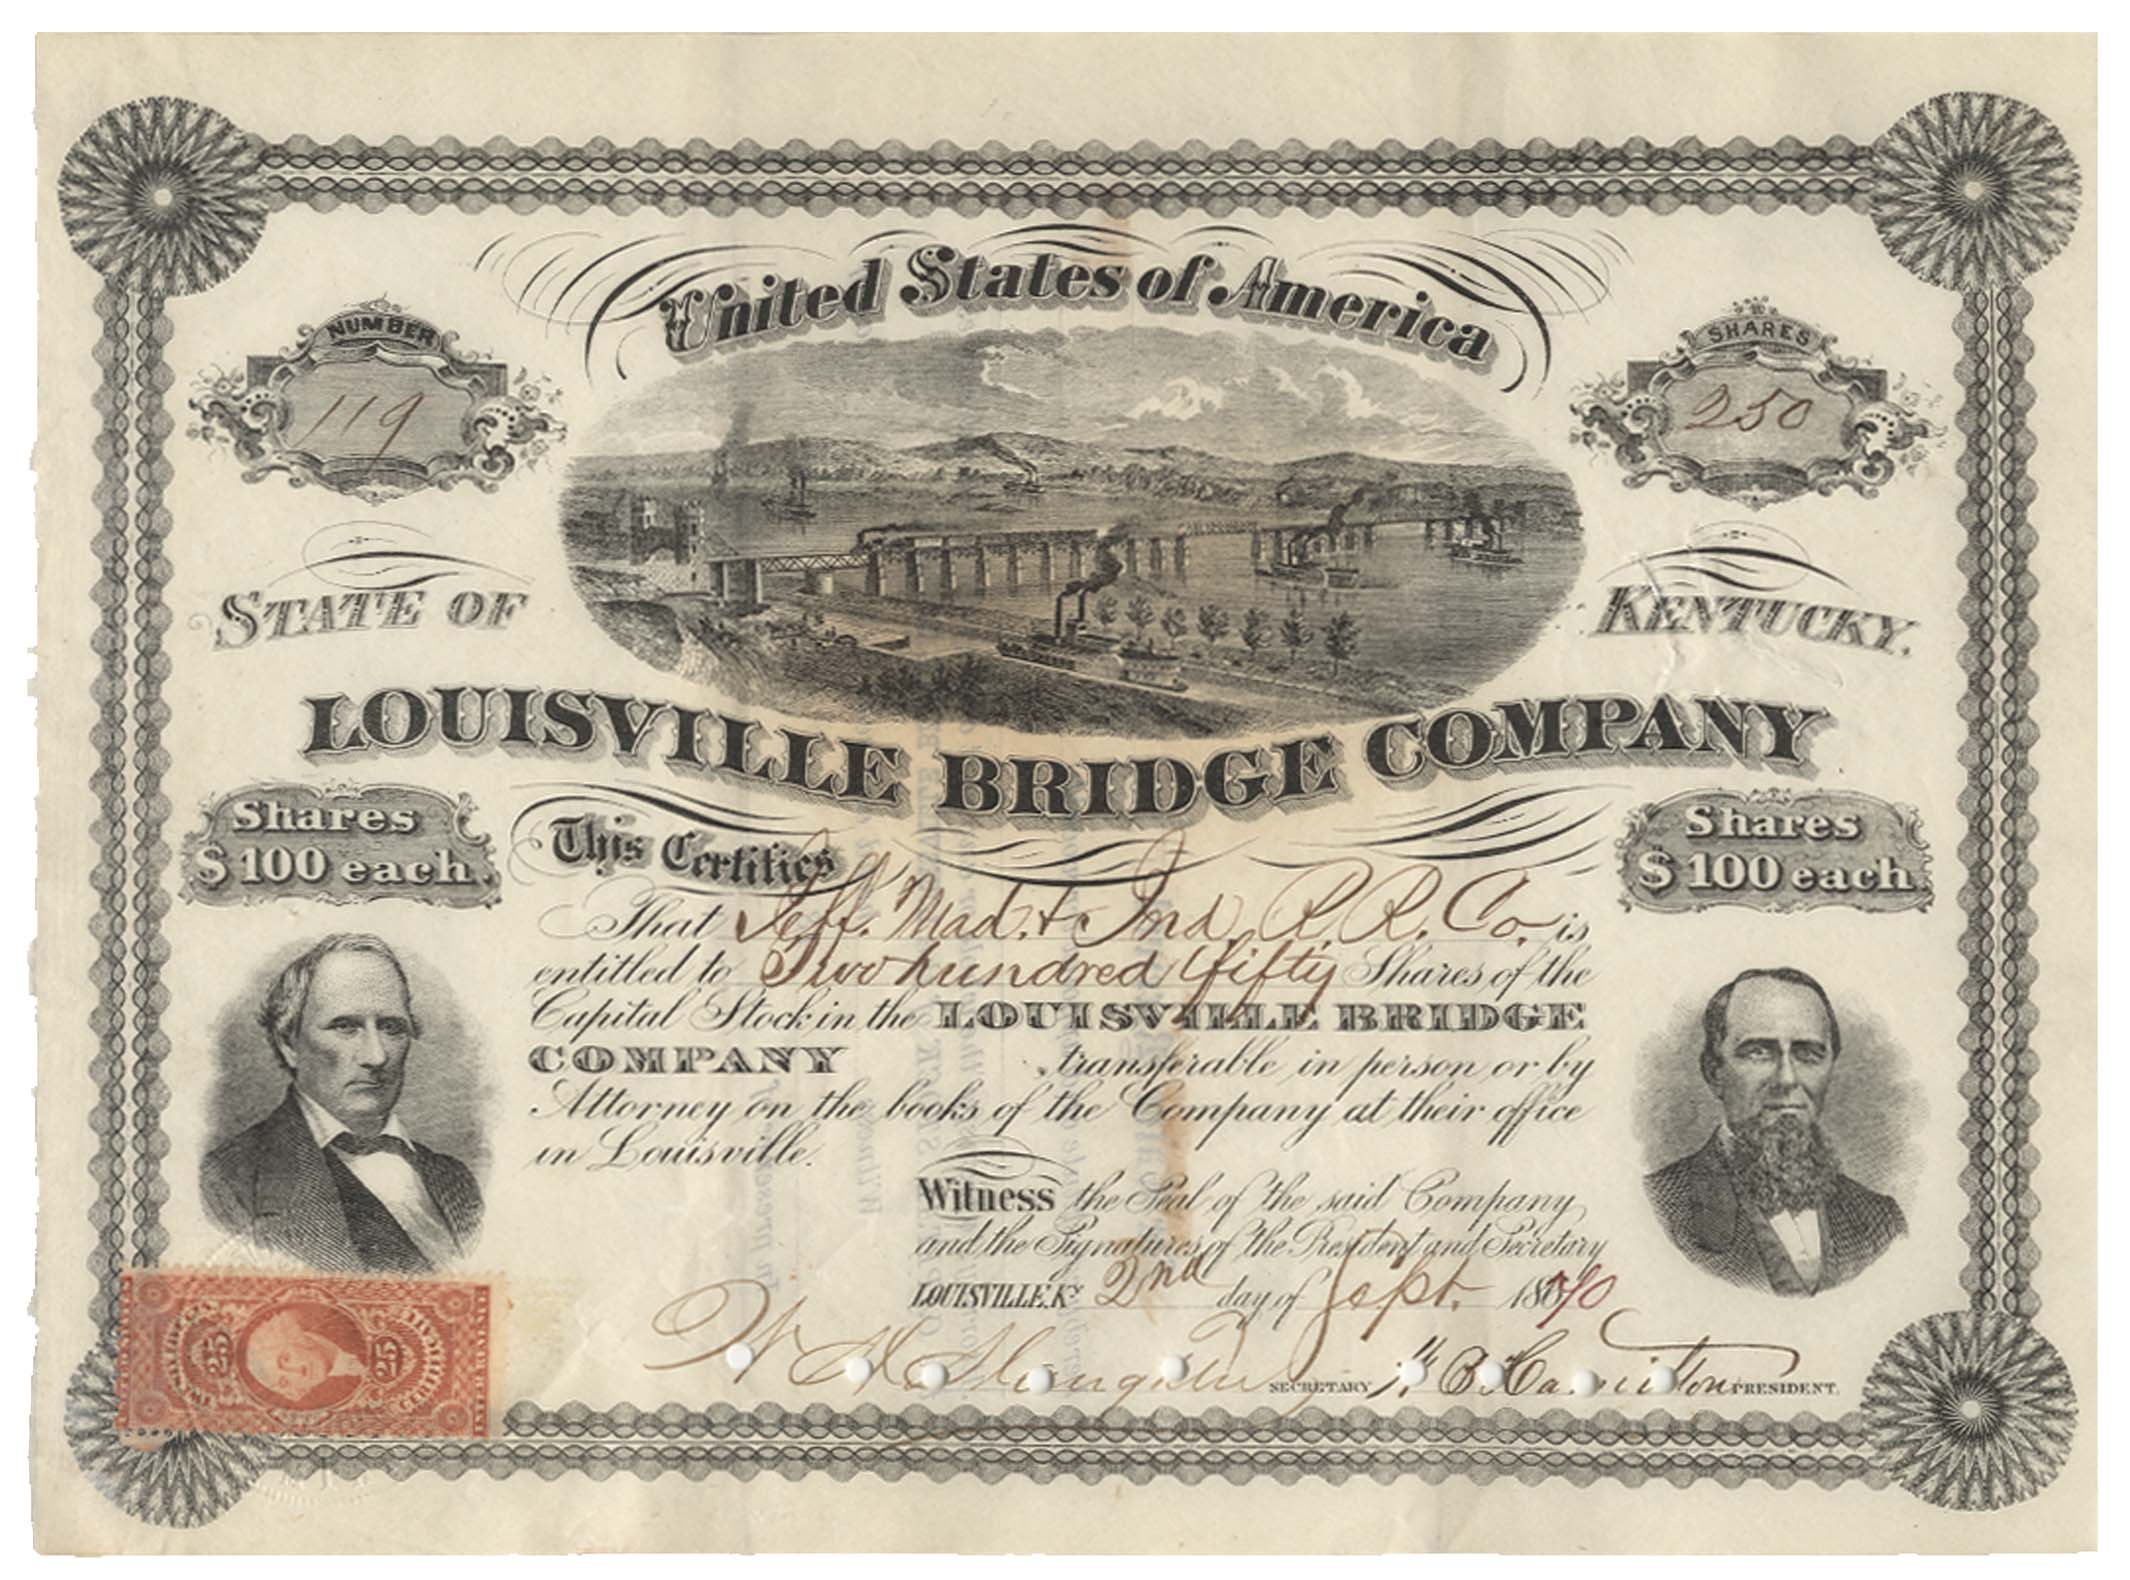 United States of America
NUMBER
119
SHARES
250
STATE OF
KENTUCKY.
LOUISVILLE BRIDGE COMPANY
Shares
$100 each.
Shares
$100 each.
This Certifies
That Jeff. Mad. & Ind. R R. Co. is
entitled to Two hundred fifty Shares of the
Capital Stock in the LOUISVILLE BRIDGE
COMPANY transferable in person or by
Attorney on the books of the Company at their office
in Louisville.
Witness the Seal of the said Company
and the Signatures of the President and Secretary
LOUISVILLE, Ky. 2nd day of Sept. 1870
SECRETARY
PRESIDENT.
25 25